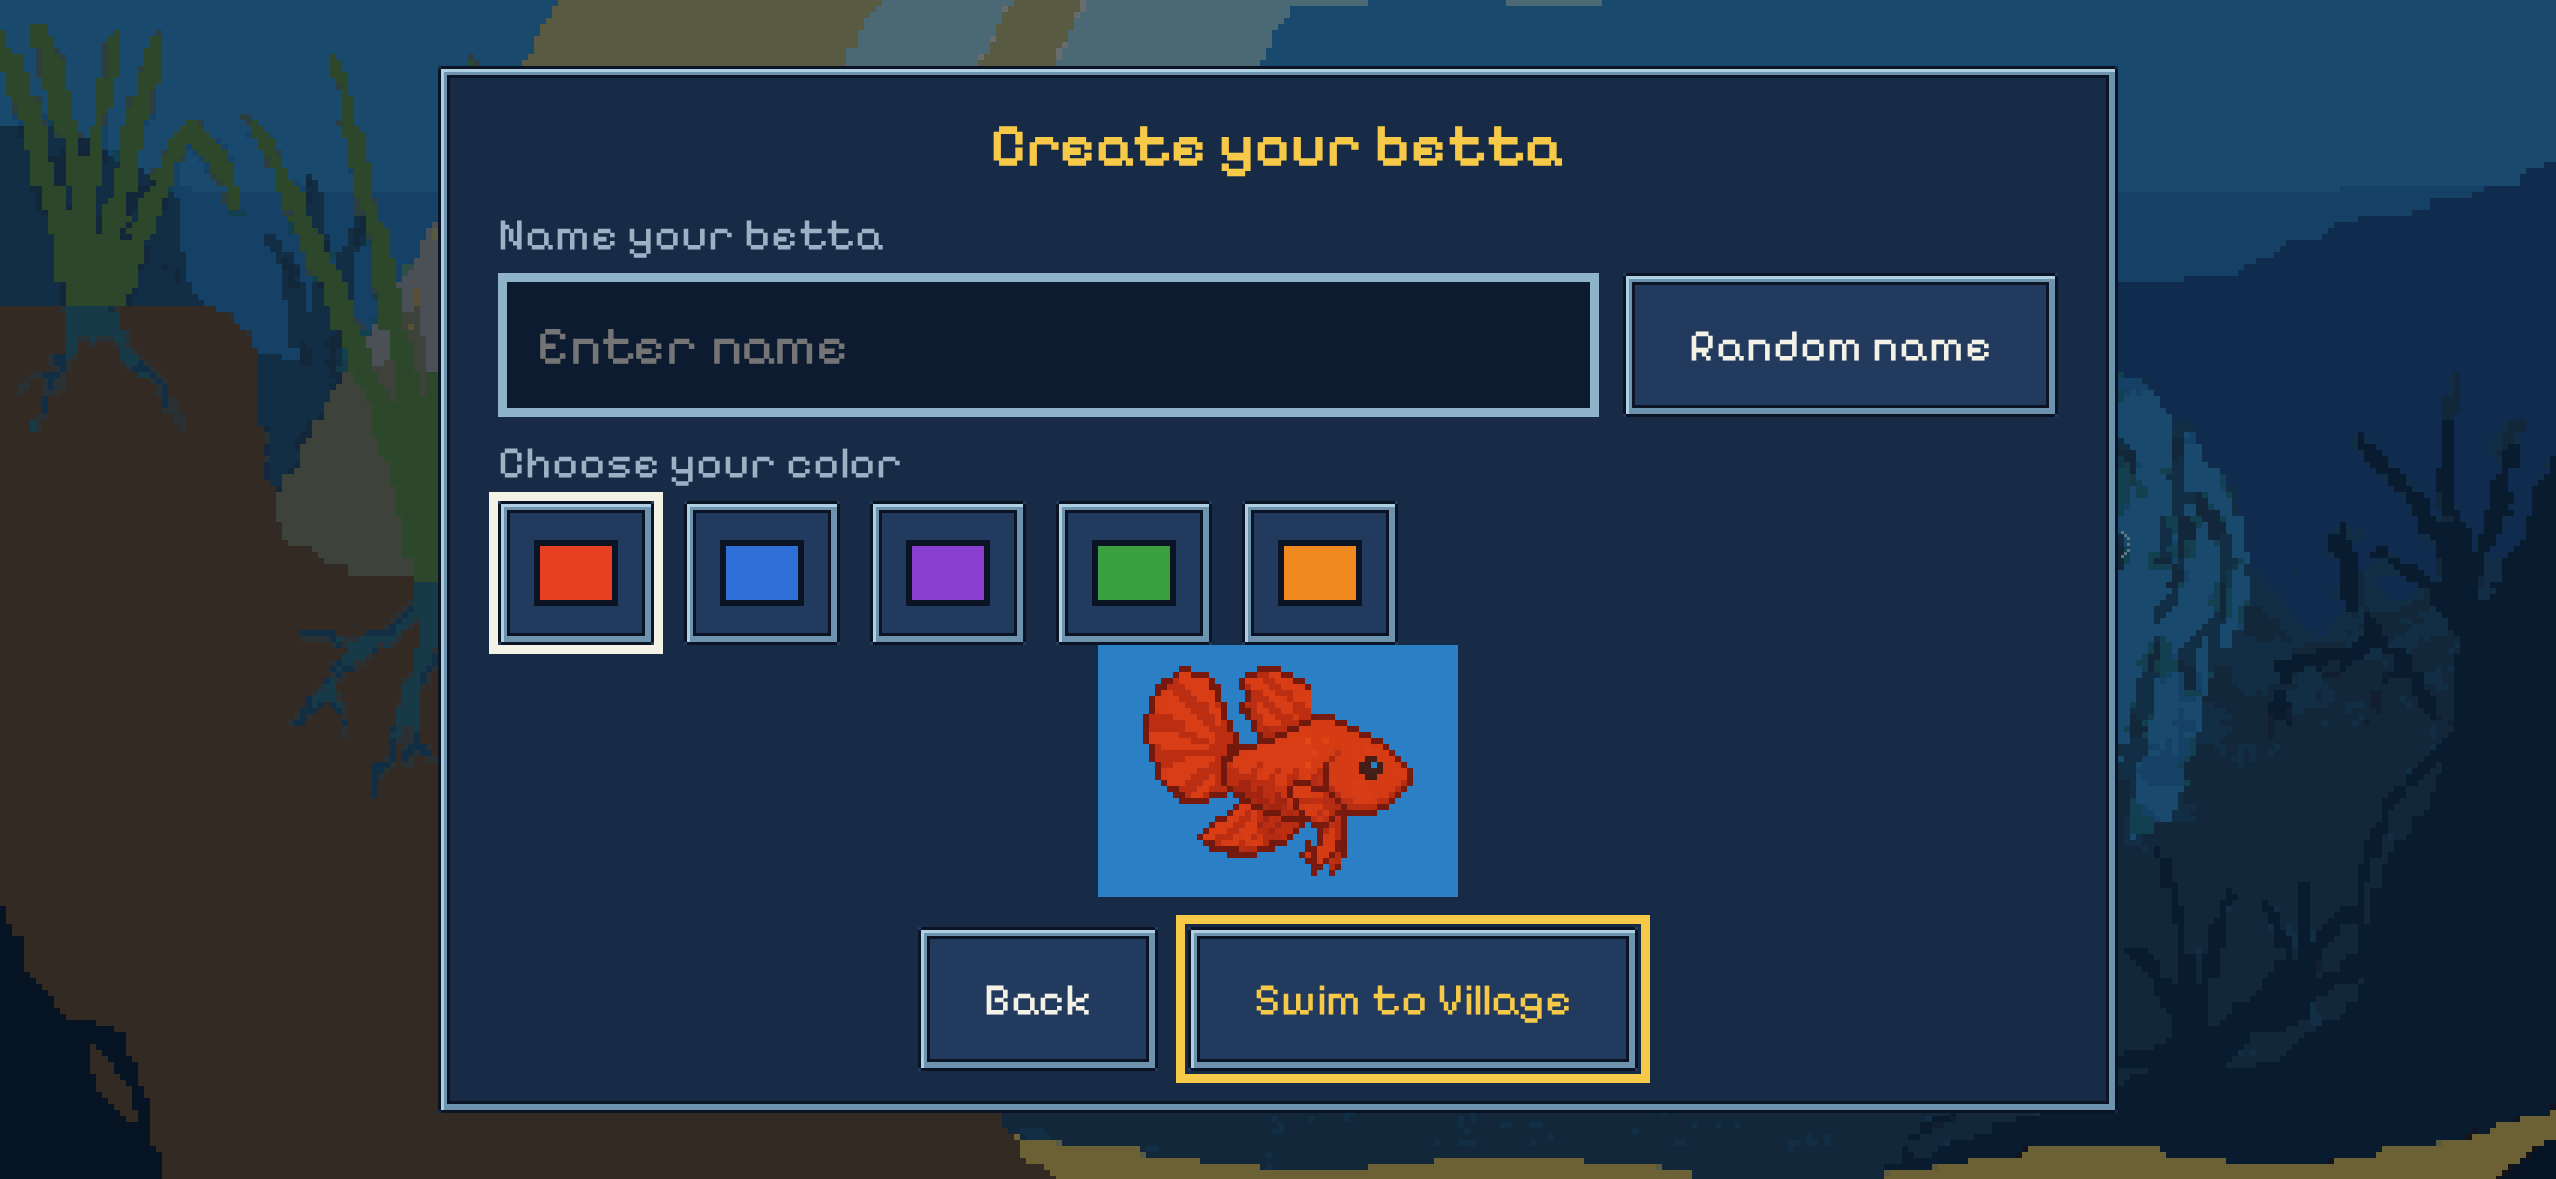 Create your betta
Name your betta
Enter name
Random name
Choose your color
Back
Swim to Village